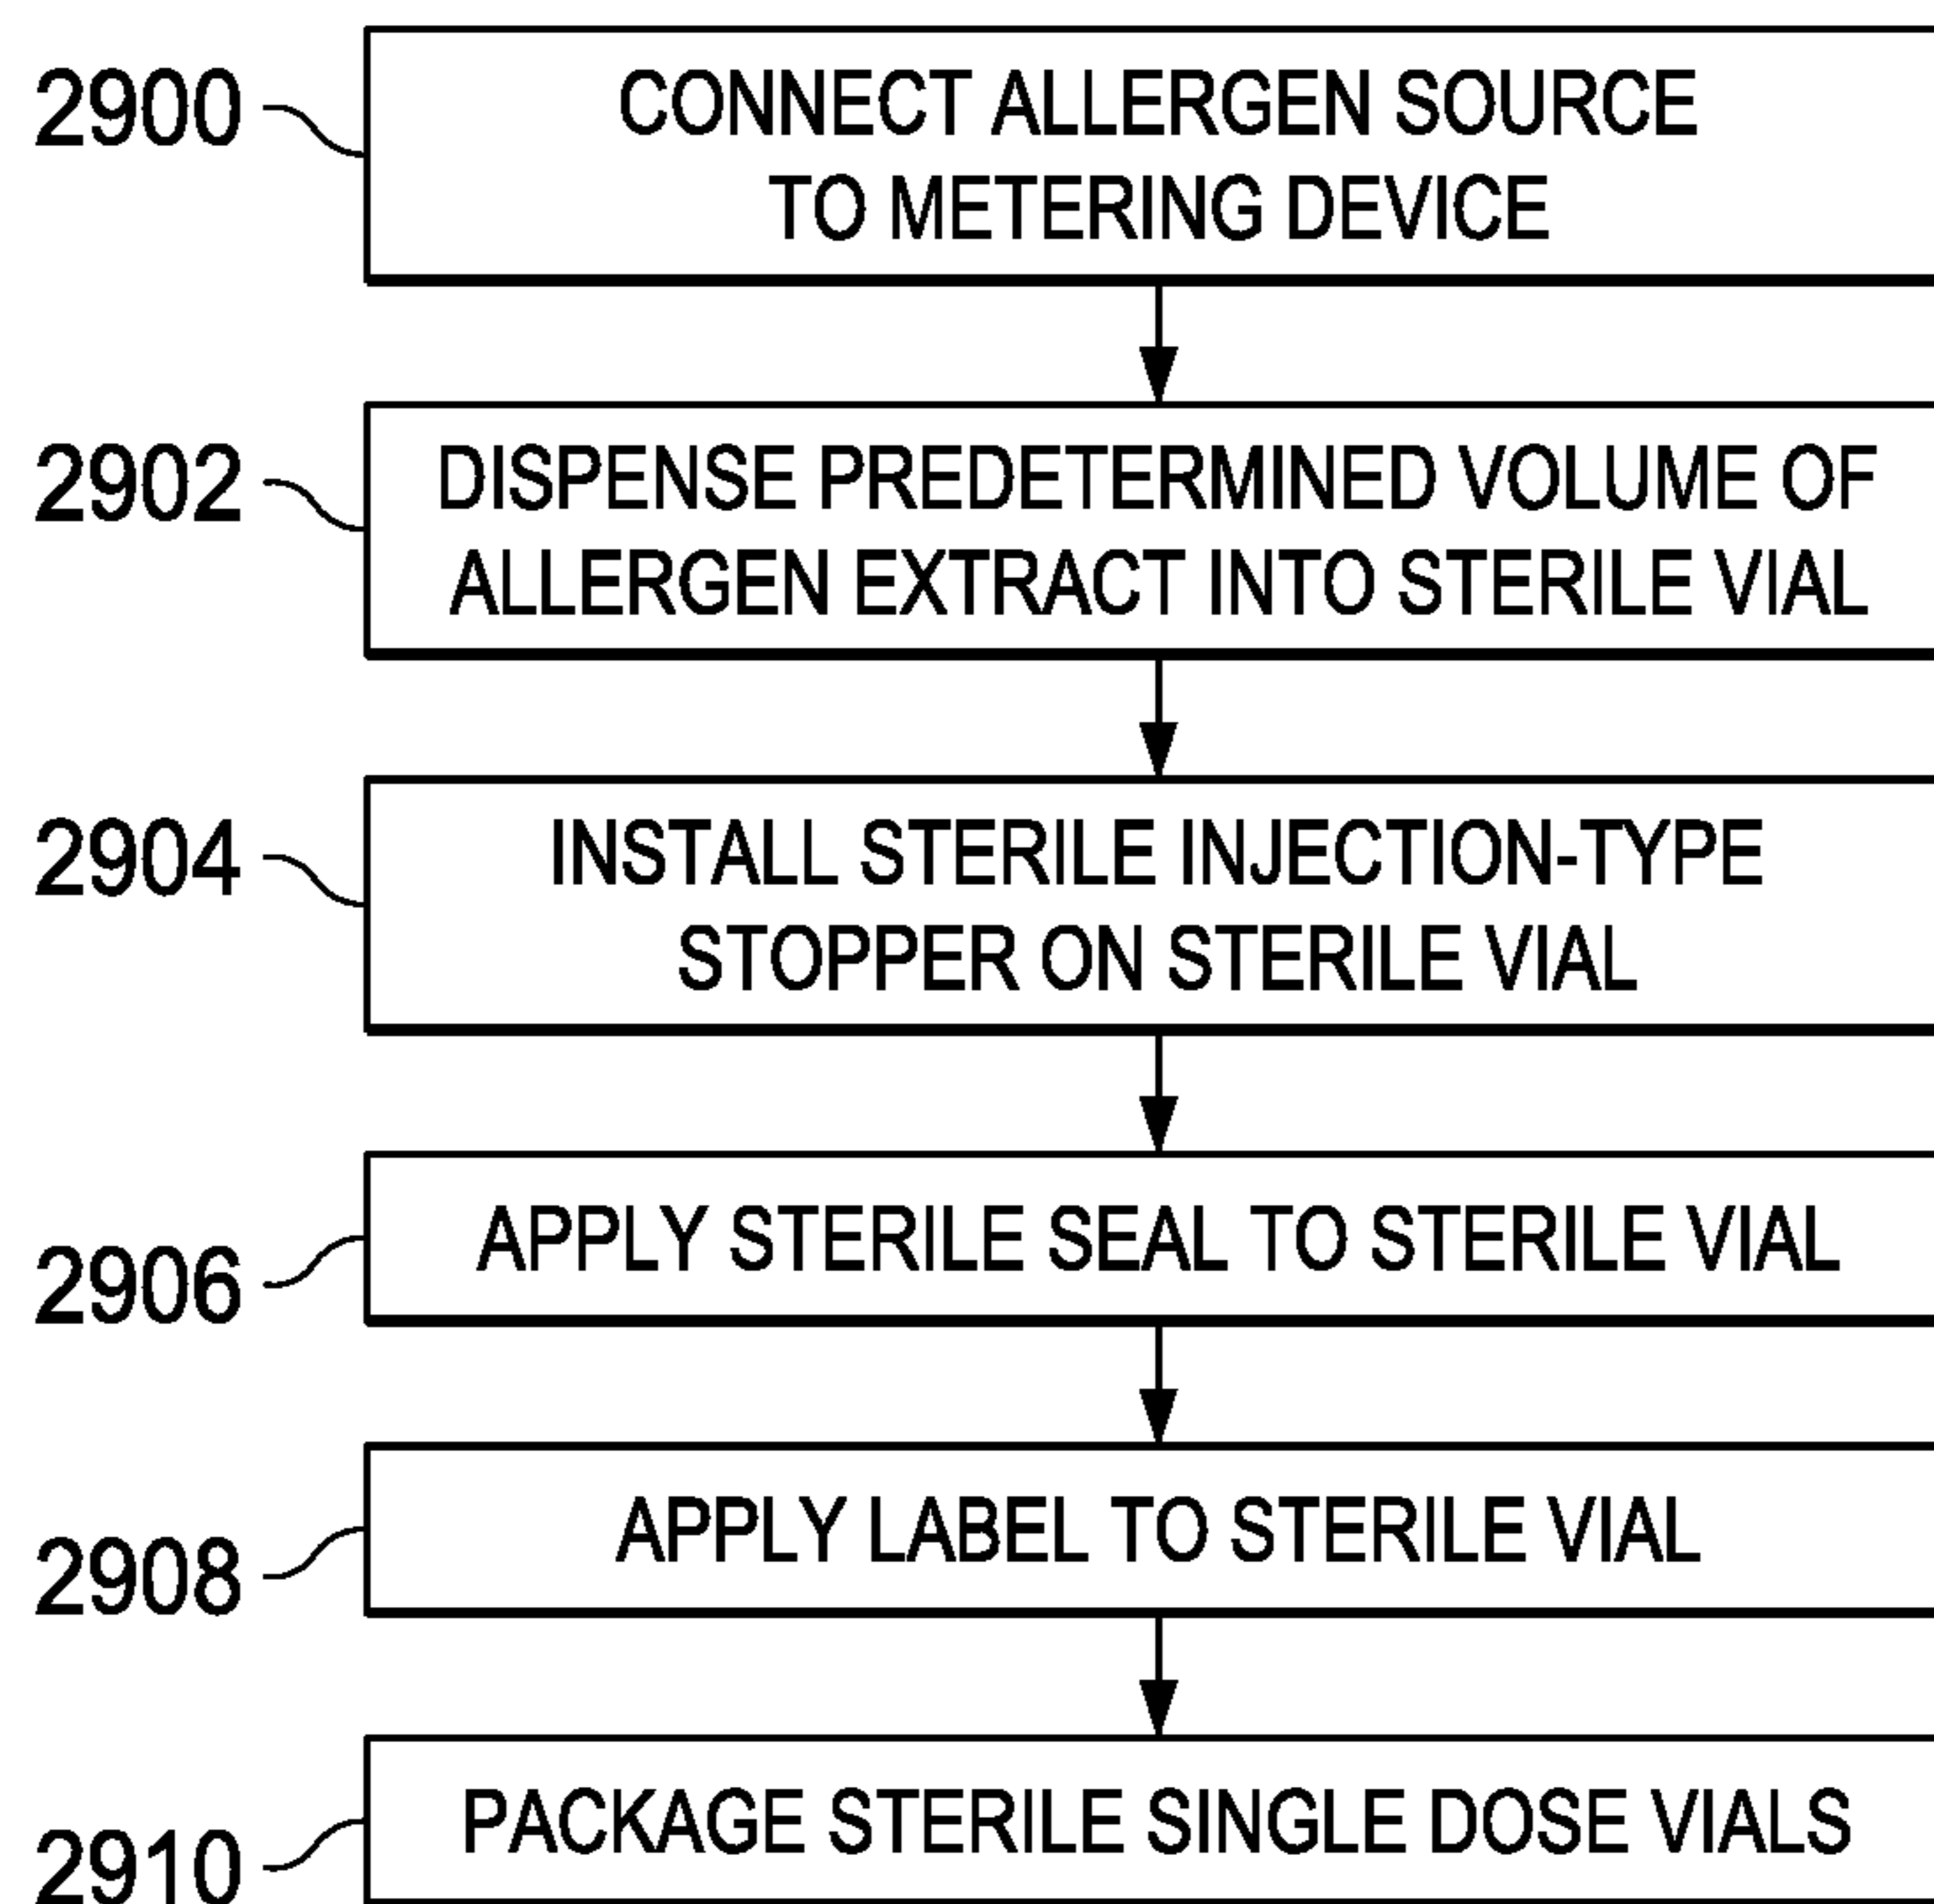 2900
CONNECT ALLERGEN SOURCE
TO METERING DEVICE
2902
DISPENSE PREDETERMINED VOLUME OF
ALLERGEN EXTRACT INTO STERILE VIAL
2904
INSTALL STERILE INJECTION-TYPE
STOPPER ON STERILE VIAL
2906
APPLY STERILE SEAL TO STERILE VIAL
2908
APPLY LABEL TO STERILE VIAL
2910
PACKAGE STERILE SINGLE DOSE VIALS